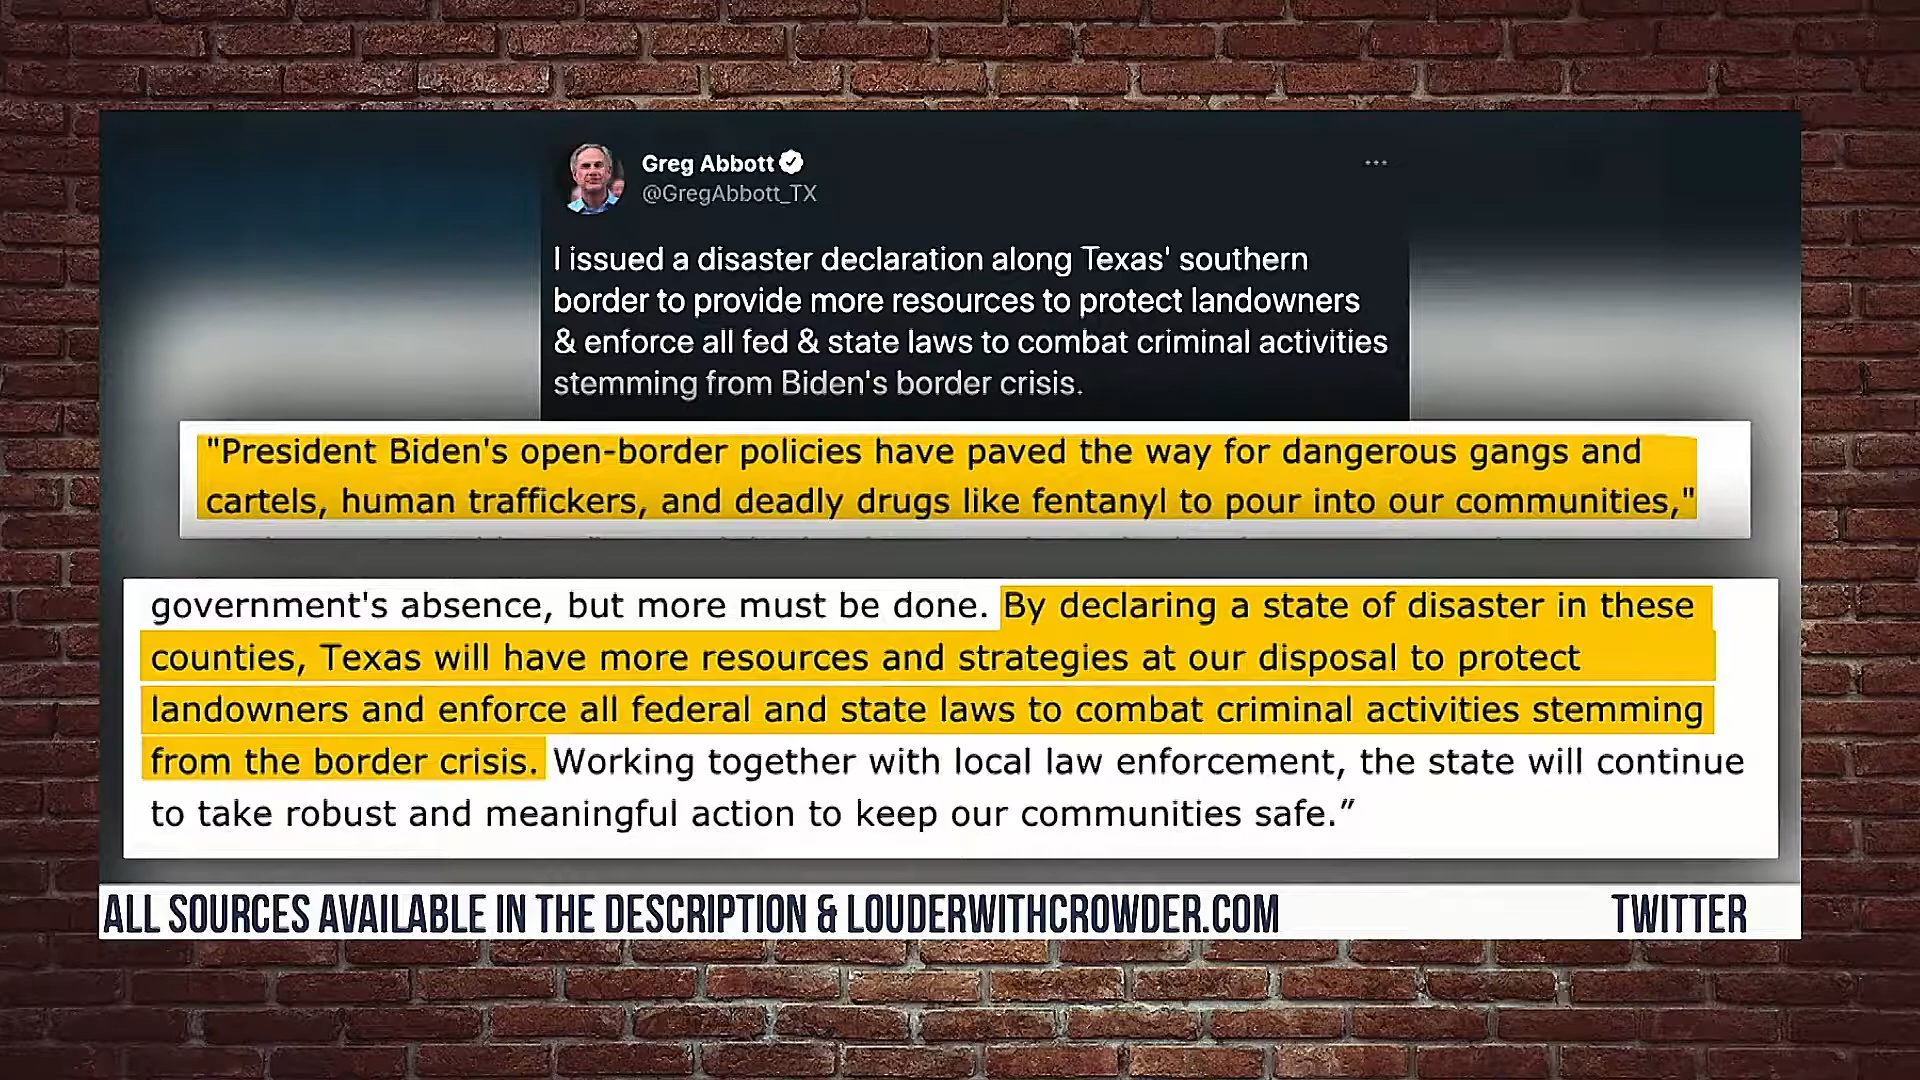 Greg Abbott
@GregAbbott_TX
I issued a disaster declaration along Texas' southern
border to provide more resources to protect landowners
& enforce all fed & state laws to combat criminal activities
stemming from Biden's border crisis.
"President Biden's open-border policies have paved the way for dangerous gangs and
cartels, human traffickers, and deadly drugs like fentanyl to pour into our communities,"
government's absence, but more must be done. By declaring a state of disaster in these
counties, Texas will have more resources and strategies at our disposal to protect
landowners and enforce all federal and state laws to combat criminal activities stemming
from the border crisis. Working together with local law enforcement, the state will continue
to take robust and meaningful action to keep our communities safe.”
ALL SOURCES AVAILABLE IN THE DESCRIPTION & LOUDERWITHCROWDER.COM
TWITTER